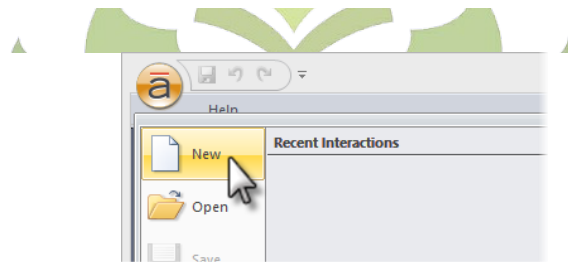 ā
Help
New
Recent Interactions
Open
Save